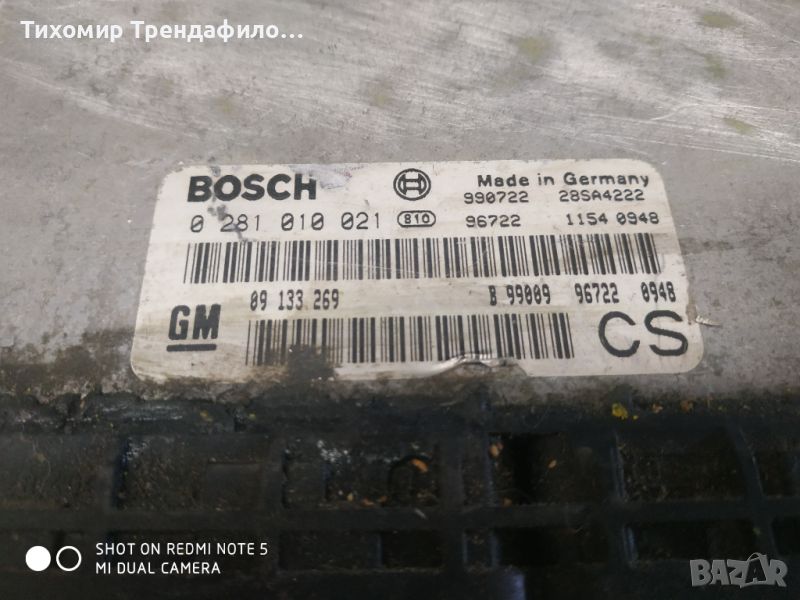 Тихомир Трендафило...
BOSCH
Made in Germany
990722 28SA4222
0 281 010 021 810 96722 1154 0948
09 133 269 B 99009 96722 0948
GM
CS
SHOT ON REDMI NOTE 5
MI DUAL CAMERA
BAZAR